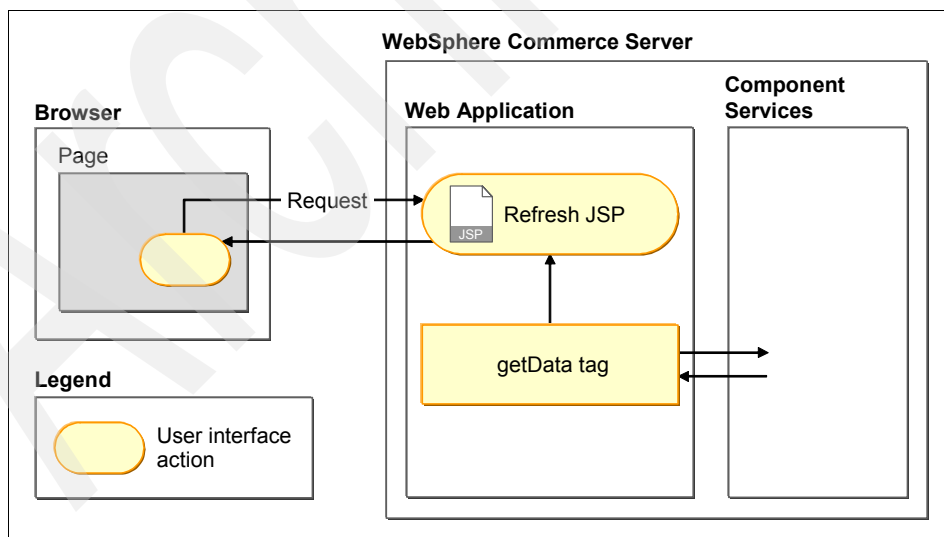 WebSphere Commerce Server
Browser
Web Application
Component
Services
Page
Request
JSP
Refresh JSP
getData tag
Legend
User interface
action